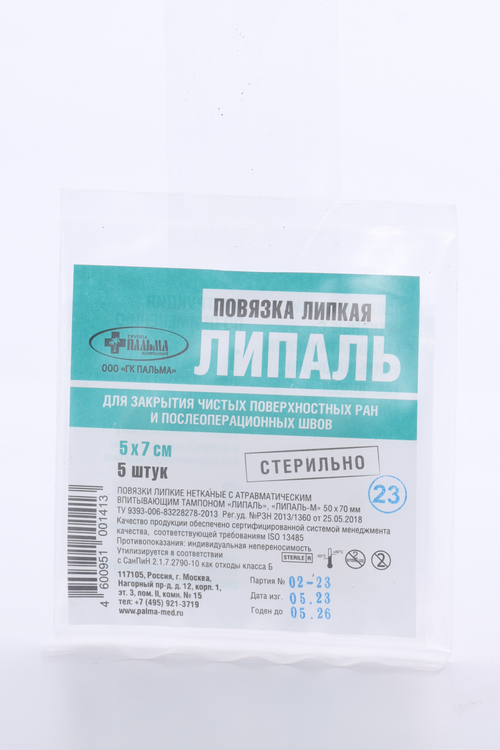 ПОВЯЗКА ЛИПКАЯ
ГРУППА
ПАЛЬМА
КОМПАНИЙ
ООО «ГК ПАЛЬМА»
ЛИПАЛЬ
ДЛЯ ЗАКРЫТИЯ ЧИСТЫХ ПОВЕРХНОСТНЫХ РАН
И ПОСЛЕОПЕРАЦИОННЫХ ШВОВ
5 х 7 см
5 штук
СТЕРИЛЬНО
23
ПОВЯЗКИ ЛИПКИЕ НЕТКАНЫЕ С АТРАВМАТИЧЕСКИМ
ВПИТЫВАЮЩИМ ТАМПОНОМ «ЛИПАЛЬ», «ЛИПАЛЬ-М» 50 х 70 мм
ТУ 9393-006-83228278-2013 Рег.уд. №РЗН 2013/1360 от 25.05.2018
Качество продукции обеспечено сертифицированной системой менеджмента
качества, соответствующей требованиям ISO 13485
Противопоказания: индивидуальная непереносимость
Утилизируется в соответствии
с СанПиН 2.1.7.2790-10 как отходы класса Б
STERILE R
117105, Россия, г. Москва,
Нагорный пр-д, д. 12, корп. 1,
эт. 3, пом. II, комн. № 15
тел: +7 (495) 921-3719
www.palma-med.ru
Партия № 02-23
Дата изг. 05.23
Годен до 05.26
4 600951 001413